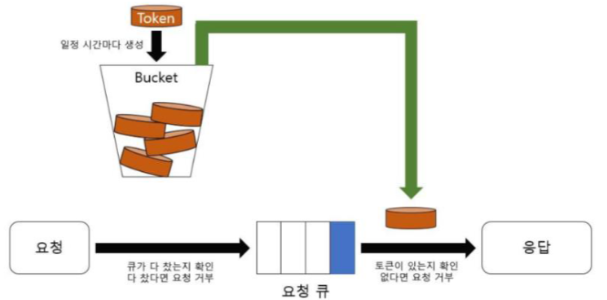 Token
일정 시간마다 생성
Bucket
요청
큐가 다 찼는지 확인
다 찼다면 요청 거부
요청 큐
토큰이 있는지 확인
없다면 요청 거부
응답